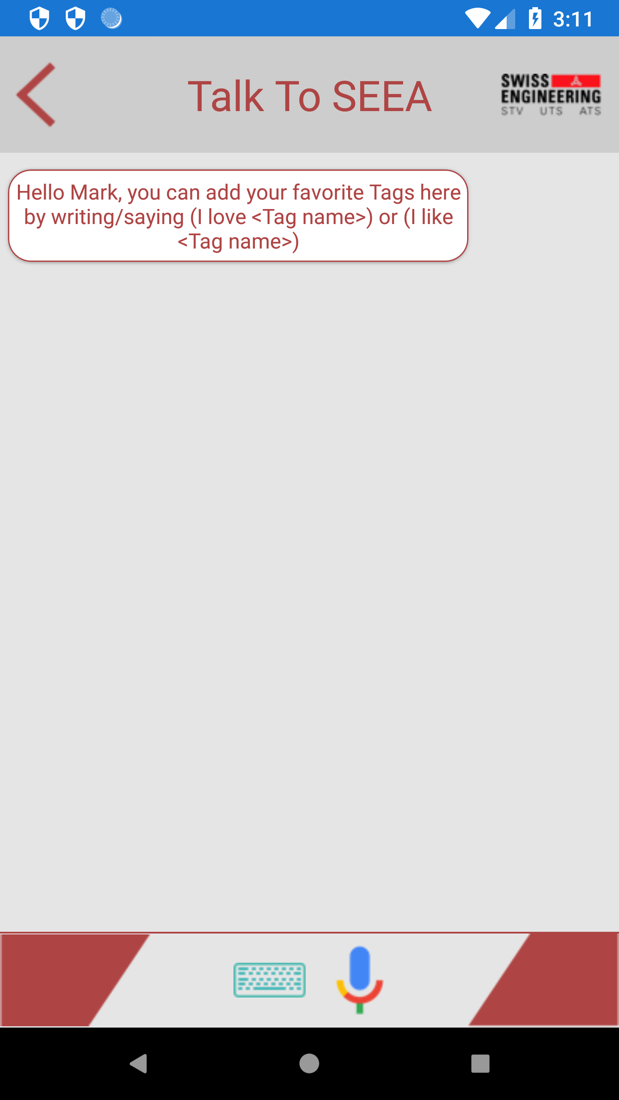 3:11
Talk To SEEA
SWISS
ENGINEERING
STV UTS ATS
Hello Mark, you can add your favorite Tags here
by writing/saying (I love <Tag name>) or (I like
<Tag name>)